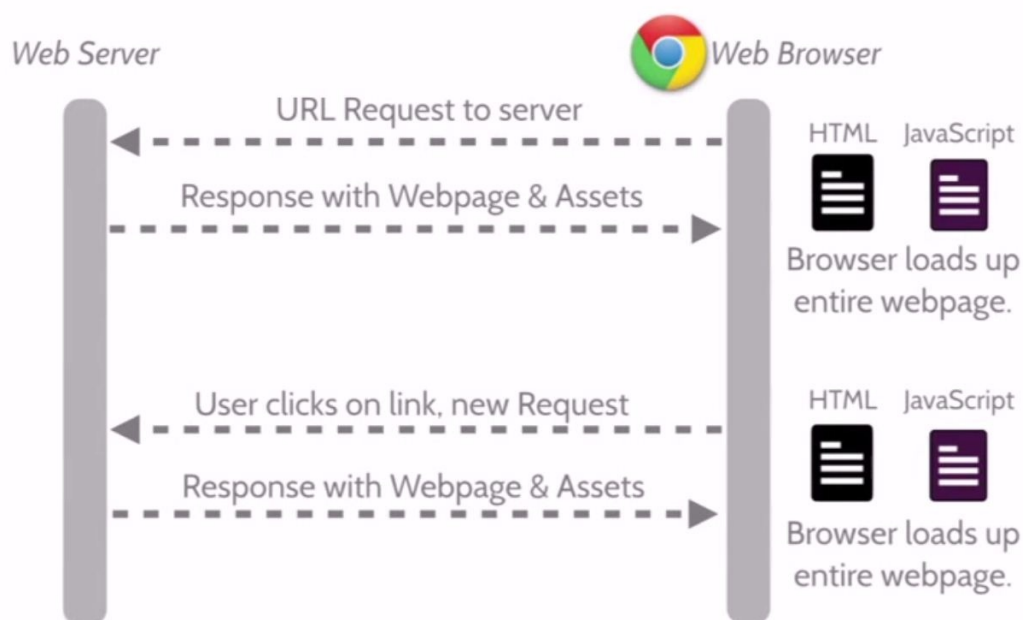 Web Server
Web Browser
URL Request to server
HTML
JavaScript
Response with Webpage & Assets
Browser loads up
entire webpage.
User clicks on link, new Request
HTML
JavaScript
Response with Webpage & Assets
Browser loads up
entire webpage.